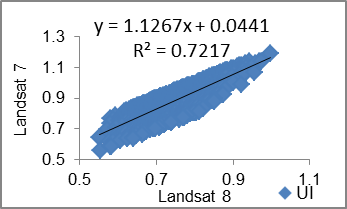 y = 1.1267x + 0.0441
R² = 0.7217
1.3
1.1
0.9
0.7
0.5
Landsat 7
0.5 0.7 0.9 1.1
Landsat 8
UI